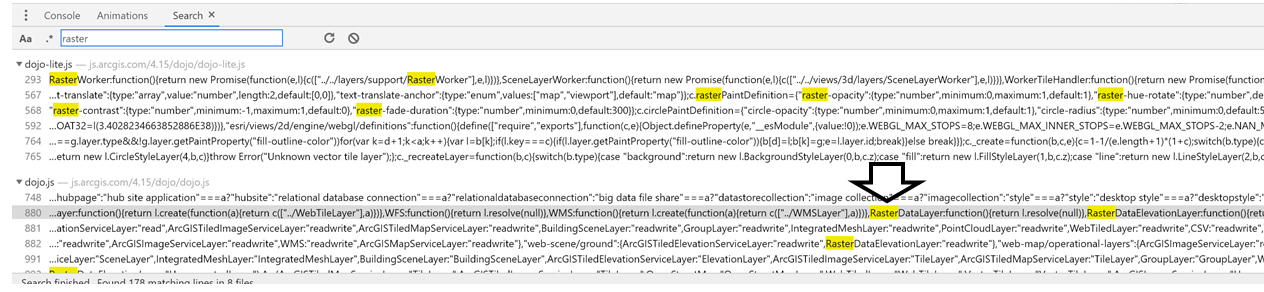 Console Animations Search ×
Aa .* raster
dojo-lite.js — js.arcgis.com/4.15/dojo/dojo-lite.js
293 RasterWorker:function(){return new Promise(function(e,l){c(["../../layers/support/RasterWorker"],e,l)})},SceneLayerWorker:function(){return new Promise(function(e,l){c(["../../views/3d/layers/SceneLayerWorker"],e,l)})},WorkerTileHandler:function(){return new Promise(function(e,l){c(["../../
567 ...t-translate":{type:"array",value:"number",length:2,default:[0,0]},"text-translate-anchor":{type:"enum",values:["map","viewport"],default:"map"}};c.rasterPaintDefinition={"raster-opacity":{type:"number",minimum:0,maximum:1,default:1},"raster-hue-rotate":{type:"number",de
568 "raster-contrast":{type:"number",minimum:-1,maximum:1,default:0},"raster-fade-duration":{type:"number",minimum:0,default:300}};c.circlePaintDefinition={"circle-opacity":{type:"number",minimum:0,maximum:1,default:1},"circle-radius":{type:"number",minimum:0,default:5
592 ...OAT32=l(3.4028234663852886E38)})},"esri/views/2d/engine/webgl/definitions":function(){define(["require","exports"],function(c,e){Object.defineProperty(e,"__esModule",{value:!0});e.WEBGL_MAX_STOPS=8;e.WEBGL_MAX_INNER_STOPS=e.WEBGL_MAX_STOPS-2;e.NAN_M
764 ...==g.layer.type&&!g.layer.getPaintProperty("fill-outline-color"))for(var k=d+1;k<a;k++){var l=b[k];if(l.key===c){if(l.layer.getPaintProperty("fill-outline-color")){b[d]=l;b[k]=g;e=l.layer.id;break}}else break}}};c._create=function(b,c,e){c=1-1/(e.length+1)*(1+c);switch(b.type){c
765 ...eturn new l.CircleStyleLayer(4,b,c)}throw Error("Unknown vector tile layer");};c._recreateLayer=function(b,c){switch(b.type){case "background":return new l.BackgroundStyleLayer(0,b,c.z);case "fill":return new l.FillStyleLayer(1,b,c.z);case "line":return new l.LineStyleLayer(2,b,c
dojo.js — js.arcgis.com/4.15/dojo/dojo.js
748 ...hubpage":"hub site application"===a?"hubsite":"relational database connection"===a?"relationaldatabaseconnection":"big data file share"===a?"datastorecollection":"image collection"===a?"imagecollection":"style"===a?"style":"desktop style"===a?"desktopstyle":
880 ...ayer:function(){return l.create(function(a){return c(["../WebTileLayer"],a)})},WFS:function(){return l.resolve(null)},WMS:function(){return l.create(function(a){return c(["../WMSLayer"],a)})}},RasterDataLayer:function(){return l.resolve(null)},RasterDataElevationLayer:function(){retu
881 ...ationServiceLayer:"read",ArcGISTiledImageServiceLayer:"readwrite",ArcGISTiledMapServiceLayer:"readwrite",BuildingSceneLayer:"readwrite",GroupLayer:"readwrite",IntegratedMeshLayer:"readwrite",PointCloudLayer:"readwrite",WebTiledLayer:"readwrite",CSV:"readwrite",
882 ...:"readwrite",ArcGISImageServiceLayer:"readwrite",WMS:"readwrite",ArcGISMapServiceLayer:"readwrite"},"web-scene/ground":{ArcGISTiledElevationServiceLayer:"readwrite",RasterDataElevationLayer:"readwrite"},"web-map/operational-layers":{ArcGISImageServiceLayer:"re
991 ...iceLayer:"SceneLayer",IntegratedMeshLayer:"IntegratedMeshLayer",BuildingSceneLayer:"BuildingSceneLayer",ArcGISTiledElevationServiceLayer:"ElevationLayer",ArcGISTiledImageServiceLayer:"TileLayer",ArcGISTiledMapServiceLayer:"TileLayer",GroupLayer:"GroupLayer",W
Search finished. Found 178 matching lines in 8 files.